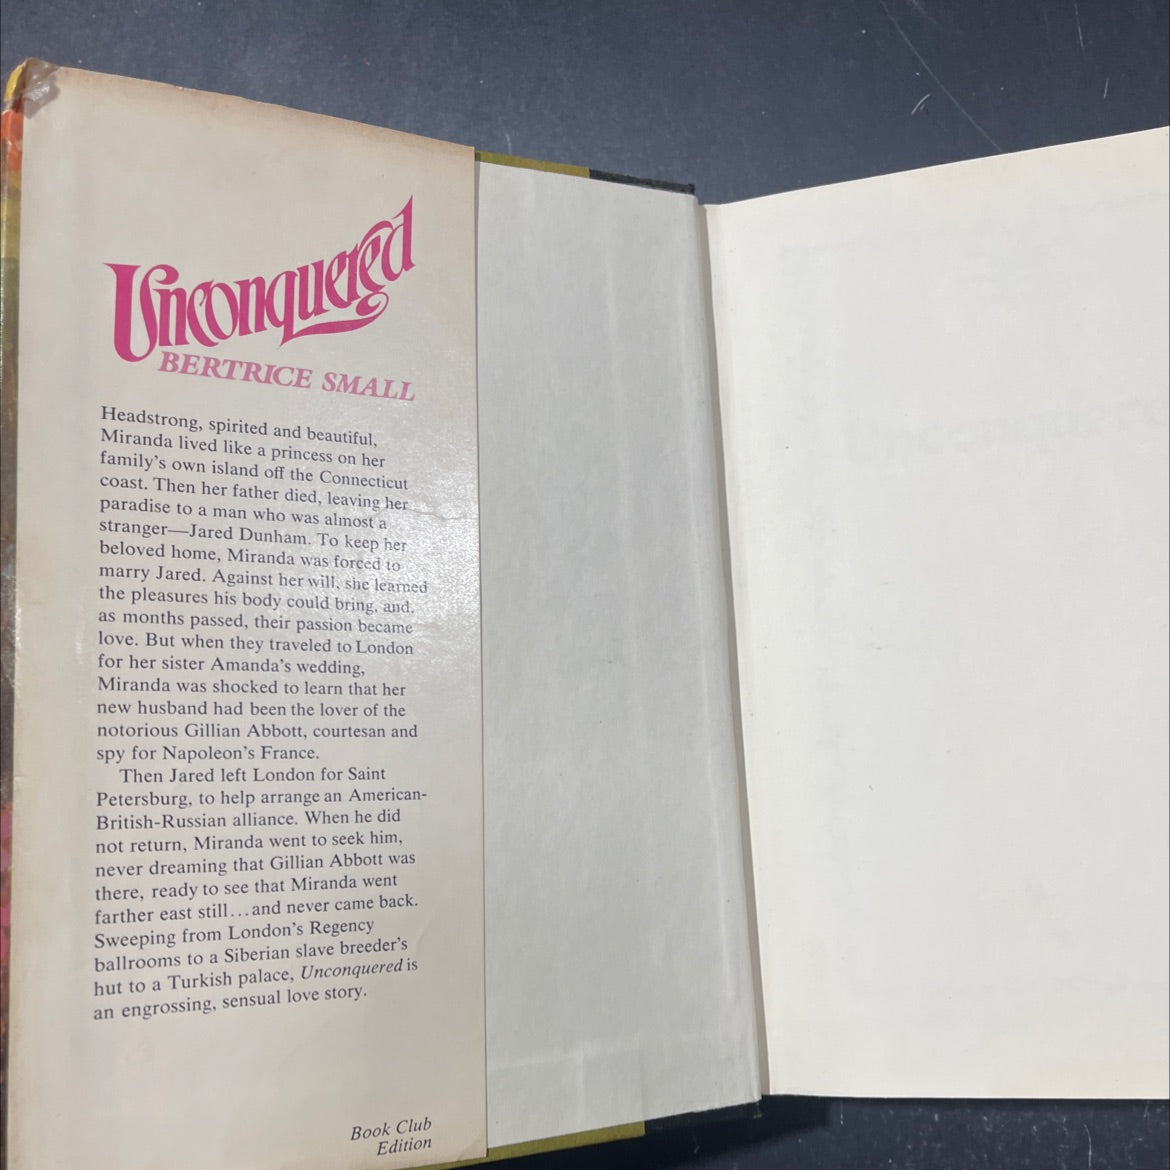 Unconquered
BERTRICE SMALL
Headstrong, spirited and beautiful,
Miranda lived like a princess on her
family's own island off the Connecticut
coast. Then her father died, leaving her
paradise to a man who was almost a
stranger—Jared Dunham. To keep her
beloved home, Miranda was forced to
marry Jared. Against her will, she learned
the pleasures his body could bring, and,
as months passed, their passion became
love. But when they traveled to London
for her sister Amanda's wedding,
Miranda was shocked to learn that her
new husband had been the lover of the
notorious Gillian Abbott, courtesan and
spy for Napoleon's France.
Then Jared left London for Saint
Petersburg, to help arrange an American-
British-Russian alliance. When he did
not return, Miranda went to seek him,
never dreaming that Gillian Abbott was
there, ready to see that Miranda went
farther east still...and never came back.
Sweeping from London's Regency
ballrooms to a Siberian slave breeder's
hut to a Turkish palace, Unconquered is
an engrossing, sensual love story.
Book Club
Edition